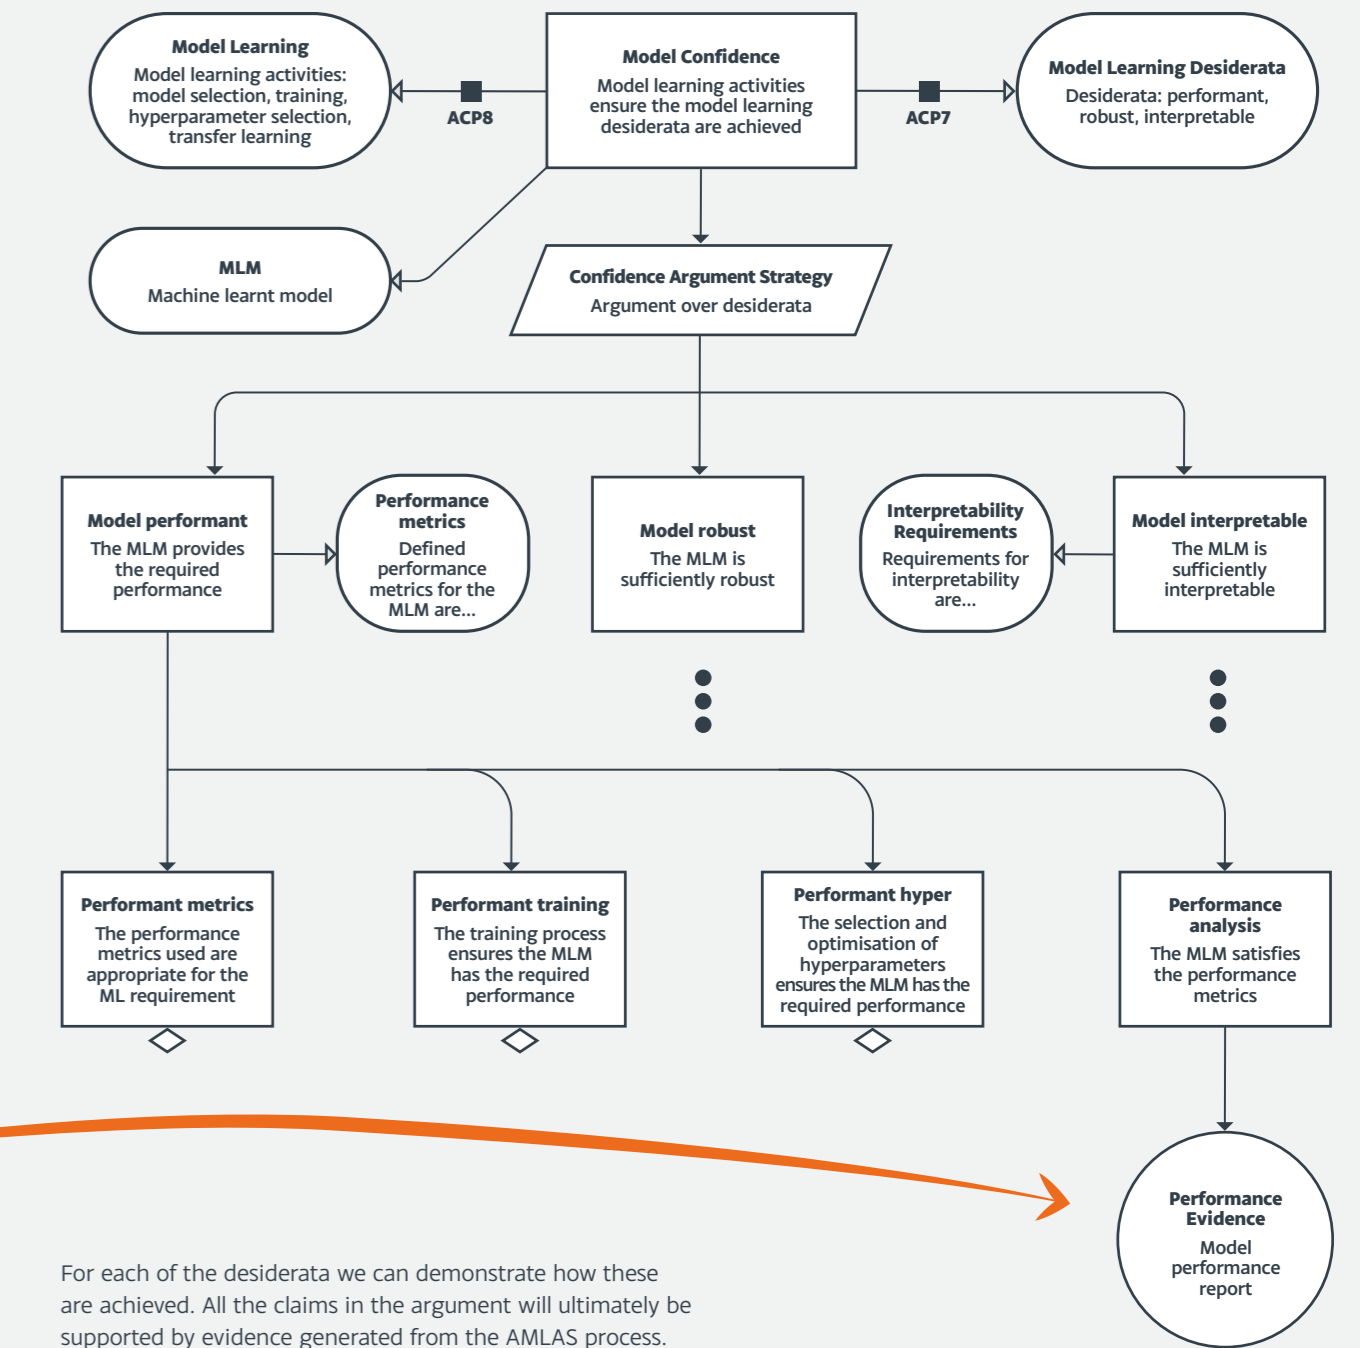 Model Learning
Model learning activities:
model selection, training,
hyperparameter selection,
transfer learning
ACP8
Model Confidence
Model learning activities
ensure the model learning
desiderata are achieved
ACP7
Model Learning Desiderata
Desiderata: performant,
robust, interpretable
MLM
Machine learnt model
Confidence Argument Strategy
Argument over desiderata
Model performant
The MLM provides
the required
performance
Performance
metrics
Defined
performance
metrics for the
MLM are...
Model robust
The MLM is
sufficiently robust
Interpretability
Requirements
Requirements for
interpretability
are...
Model interpretable
The MLM is
sufficiently
interpretable
Performant metrics
The performance
metrics used are
appropriate for the
ML requirement
Performant training
The training process
ensures the MLM
has the required
performance
Performant hyper
The selection and
optimisation of
hyperparameters
ensures the MLM has the
required performance
Performance
analysis
The MLM satisfies
the performance
metrics
Performance
Evidence
Model
performance
report
For each of the desiderata we can demonstrate how these
are achieved. All the claims in the argument will ultimately be
supported by evidence generated from the AMLAS process.